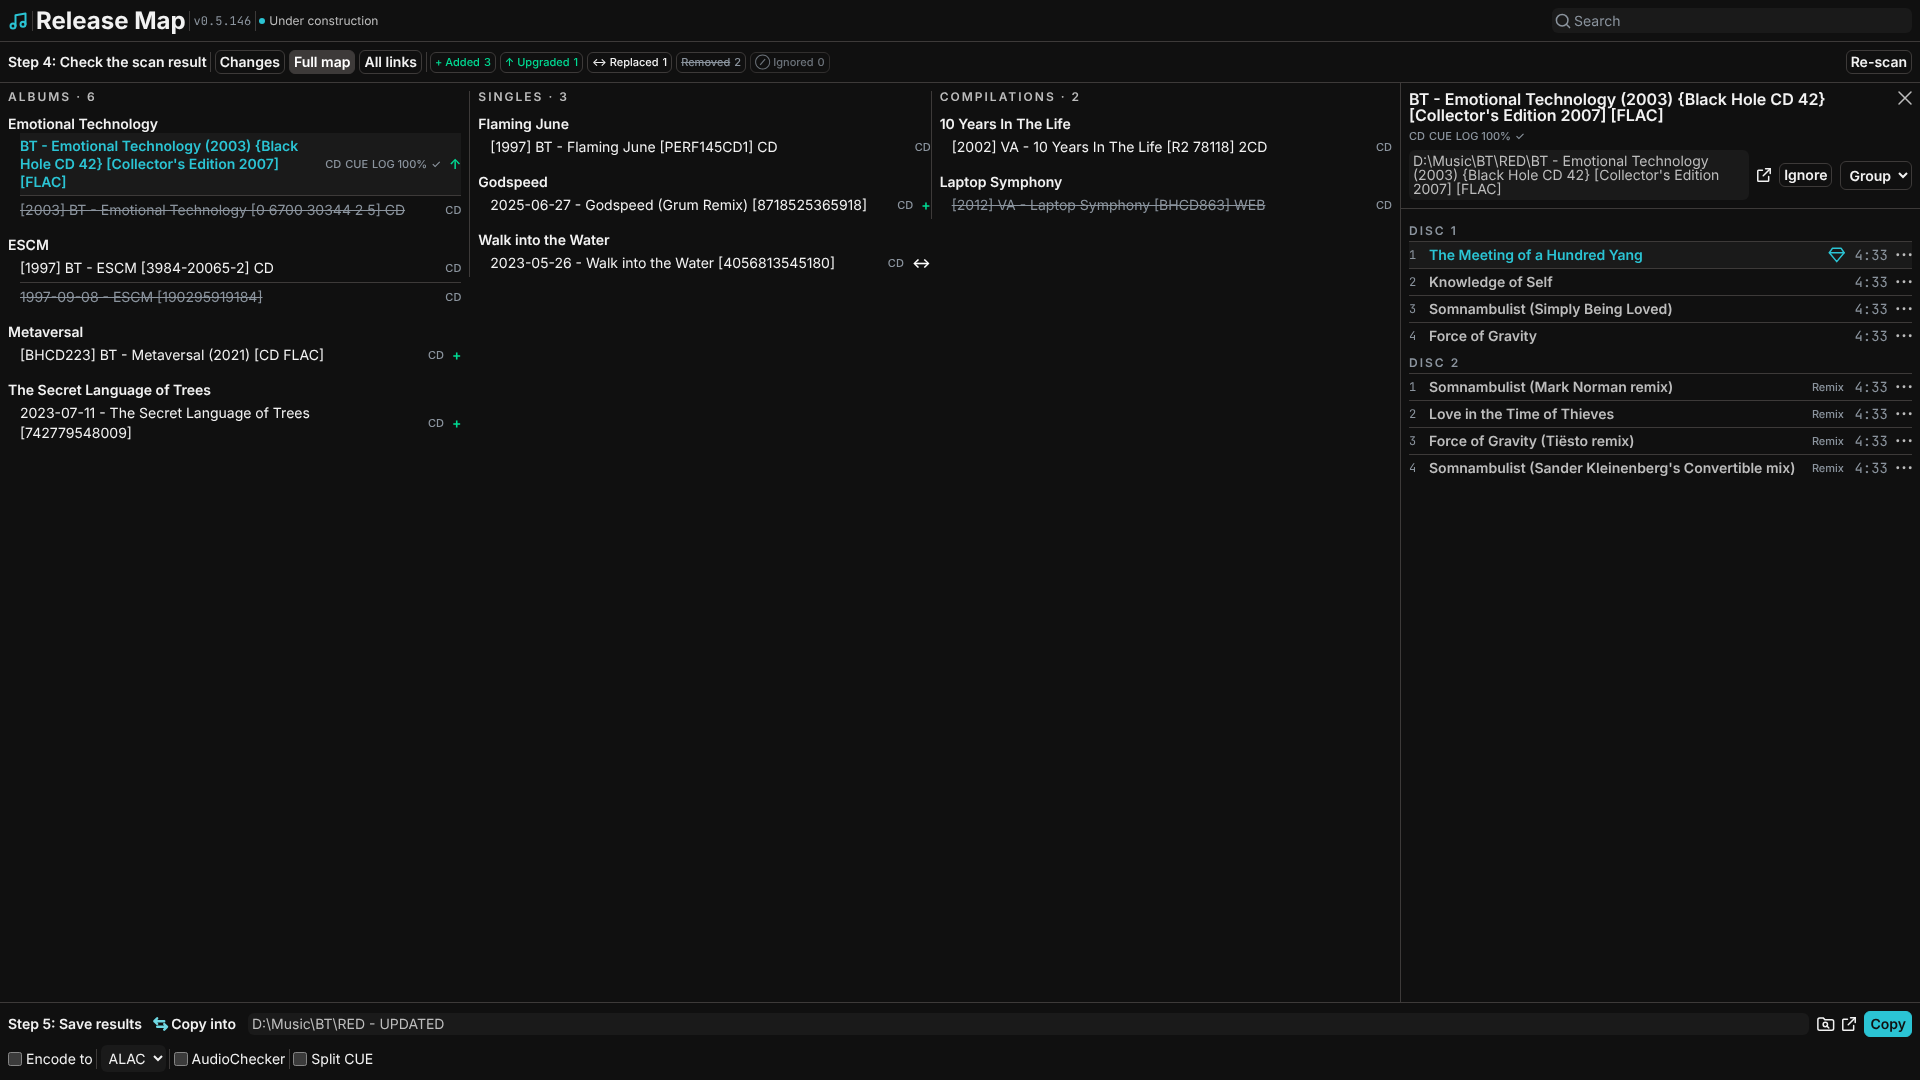 Release Map
v0.5.146
Under construction
Search
Step 4: Check the scan result
Changes
Full map
All links
+ Added 3
↑ Upgraded 1
↔ Replaced 1
Removed 2
Ignored 0
Re-scan
ALBUMS · 6
Emotional Technology
BT - Emotional Technology (2003) {Black
Hole CD 42} [Collector's Edition 2007]
[FLAC]
CD CUE LOG 100% ✓ ↑
[2003] BT - Emotional Technology [0 6700 30344 2 5] CD
CD
ESCM
[1997] BT - ESCM [3984-20065-2] CD
CD
1997-09-08 - ESCM [190295919184]
CD
Metaversal
[BHCD223] BT - Metaversal (2021) [CD FLAC]
CD +
The Secret Language of Trees
2023-07-11 - The Secret Language of Trees
[742779548009]
CD +
SINGLES · 3
Flaming June
[1997] BT - Flaming June [PERF145CD1] CD
CD
Godspeed
2025-06-27 - Godspeed (Grum Remix) [8718525365918]
CD +
Walk into the Water
2023-05-26 - Walk into the Water [4056813545180]
CD ↔
COMPILATIONS · 2
10 Years In The Life
[2002] VA - 10 Years In The Life [R2 78118] 2CD
CD
Laptop Symphony
[2012] VA - Laptop Symphony [BHCD863] WEB
CD
BT - Emotional Technology (2003) {Black Hole CD 42}
[Collector's Edition 2007] [FLAC]
CD CUE LOG 100% ✓
D:\Music\BT\RED\BT - Emotional Technology
(2003) {Black Hole CD 42} [Collector's Edition
2007] [FLAC]
Ignore
Group
DISC 1
1 The Meeting of a Hundred Yang 4:33 ···
2 Knowledge of Self 4:33 ···
3 Somnambulist (Simply Being Loved) 4:33 ···
4 Force of Gravity 4:33 ···
DISC 2
1 Somnambulist (Mark Norman remix) Remix 4:33 ···
2 Love in the Time of Thieves Remix 4:33 ···
3 Force of Gravity (Tiësto remix) Remix 4:33 ···
4 Somnambulist (Sander Kleinenberg's Convertible mix) Remix 4:33 ···
Step 5: Save results
Copy into
D:\Music\BT\RED - UPDATED
Copy
Encode to
ALAC
AudioChecker
Split CUE